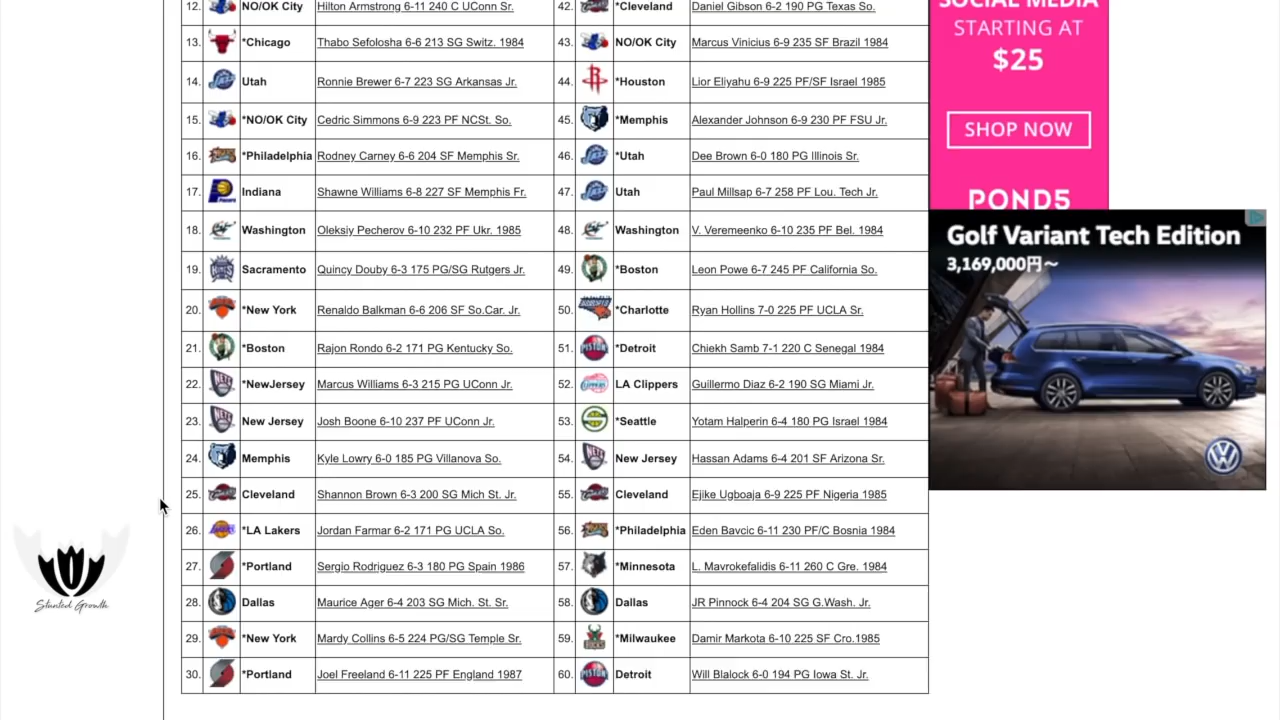 12. NO/OK City Hilton Armstrong 6-11 240 C UConn Sr.
13. *Chicago Thabo Sefolosha 6-6 213 SG Switz. 1984
14. Utah Ronnie Brewer 6-7 223 SG Arkansas Jr.
15. *NO/OK City Cedric Simmons 6-9 223 PF NCSt. So.
16. *Philadelphia Rodney Carney 6-6 204 SF Memphis Sr.
17. Indiana Shawne Williams 6-8 227 SF Memphis Fr.
18. Washington Oleksiy Pecherov 6-10 232 PF Ukr. 1985
19. Sacramento Quincy Douby 6-3 175 PG/SG Rutgers Jr.
20. *New York Renaldo Balkman 6-6 206 SF So.Car. Jr.
21. *Boston Rajon Rondo 6-2 171 PG Kentucky So.
22. *NewJersey Marcus Williams 6-3 215 PG UConn Jr.
23. New Jersey Josh Boone 6-10 237 PF UConn Jr.
24. Memphis Kyle Lowry 6-0 185 PG Villanova So.
25. Cleveland Shannon Brown 6-3 200 SG Mich St. Jr.
26. *LA Lakers Jordan Farmar 6-2 171 PG UCLA So.
27. *Portland Sergio Rodriguez 6-3 180 PG Spain 1986
28. Dallas Maurice Ager 6-4 203 SG Mich. St. Sr.
29. *New York Mardy Collins 6-5 224 PG/SG Temple Sr.
30. *Portland Joel Freeland 6-11 225 PF England 1987
42. *Cleveland Daniel Gibson 6-2 190 PG Texas So.
43. NO/OK City Marcus Vinicius 6-9 235 SF Brazil 1984
44. *Houston Lior Eliyahu 6-9 225 PF/SF Israel 1985
45. *Memphis Alexander Johnson 6-9 230 PF FSU Jr.
46. *Utah Dee Brown 6-0 180 PG Illinois Sr.
47. Utah Paul Millsap 6-7 258 PF Lou. Tech Jr.
48. Washington V. Veremeenko 6-10 235 PF Bel. 1984
49. *Boston Leon Powe 6-7 245 PF California So.
50. *Charlotte Ryan Hollins 7-0 225 PF UCLA Sr.
51. *Detroit Chiekh Samb 7-1 220 C Senegal 1984
52. LA Clippers Guillermo Diaz 6-2 190 SG Miami Jr.
53. *Seattle Yotam Halperin 6-4 180 PG Israel 1984
54. New Jersey Hassan Adams 6-4 201 SF Arizona Sr.
55. Cleveland Ejike Ugboaja 6-9 225 PF Nigeria 1985
56. *Philadelphia Eden Bavcic 6-11 230 PF/C Bosnia 1984
57. *Minnesota L. Mavrokefalidis 6-11 260 C Gre. 1984
58. Dallas JR Pinnock 6-4 204 SG G.Wash. Jr.
59. *Milwaukee Damir Markota 6-10 225 SF Cro.1985
60. Detroit Will Blalock 6-0 194 PG Iowa St. Jr.
SOCIAL MEDIA
STARTING AT
$25
SHOP NOW
POND5
Golf Variant Tech Edition
3,169,000円～
Stunted Growth